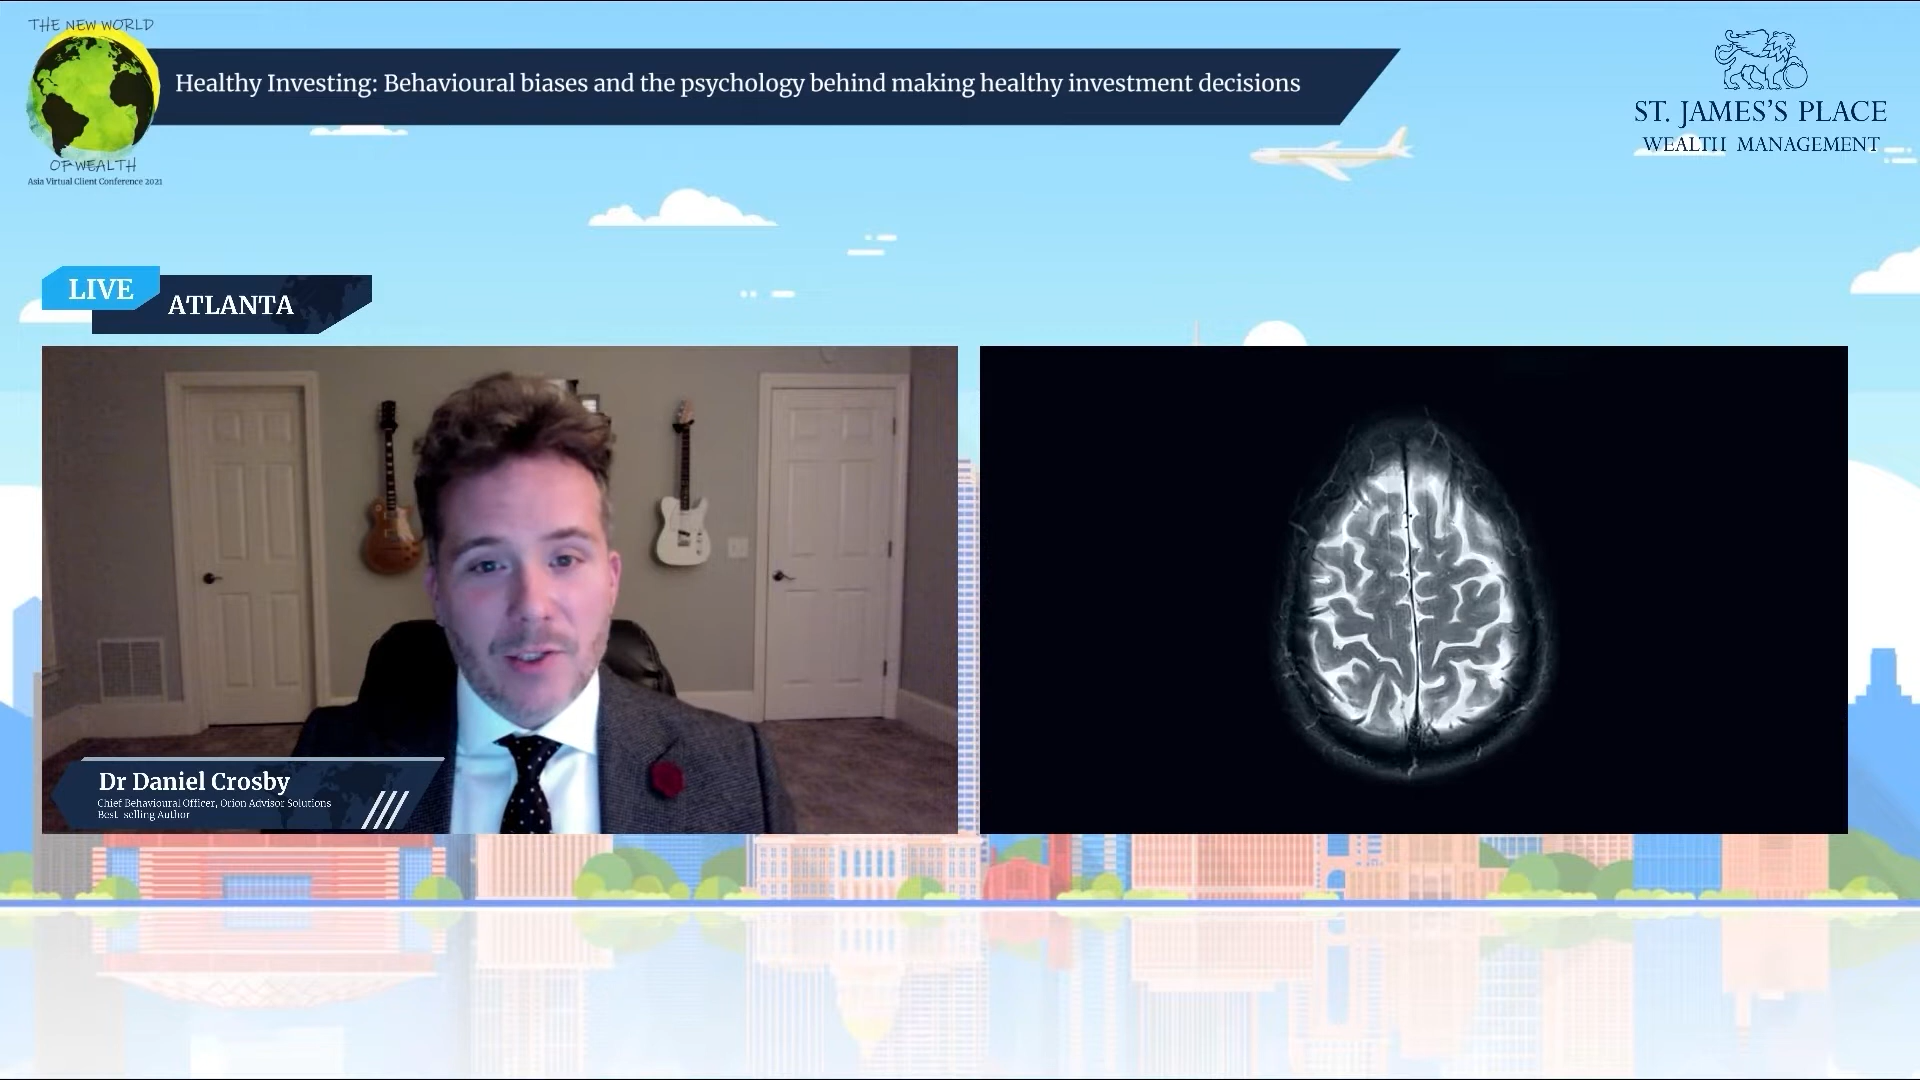 THE NEW WORLD
OF WEALTH
Asia Virtual Client Conference 2021
Healthy Investing: Behavioural biases and the psychology behind making healthy investment decisions
ST. JAMES'S PLACE
WEALTH MANAGEMENT
LIVE
ATLANTA
Dr Daniel Crosby
Chief Behavioural Officer, Orion Advisor Solutions
Best-selling Author